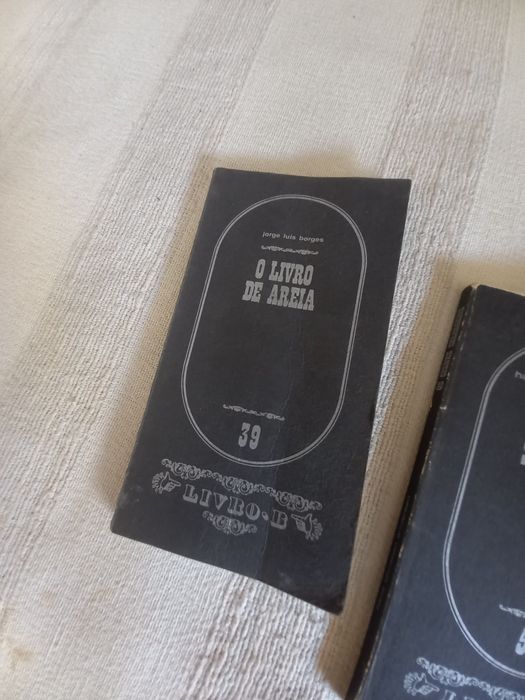 jorge luis borges
O LIVRO
DE AREIA
39
LIVRO·B